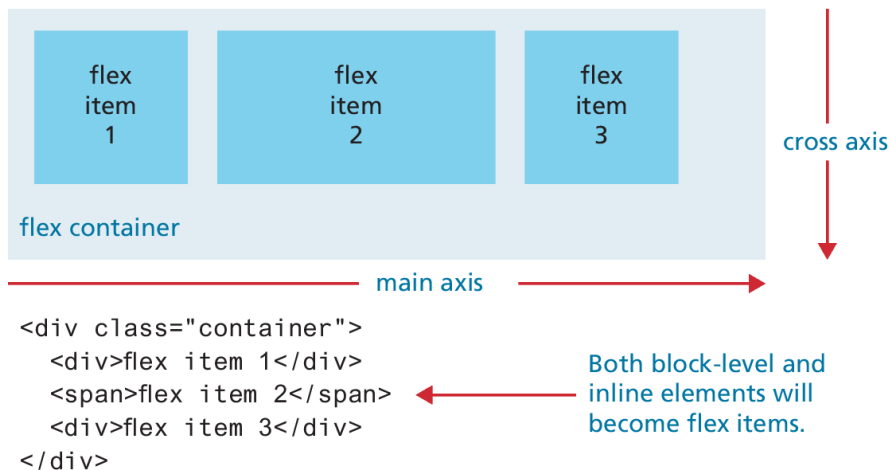 flex
item
1
flex
item
2
flex
item
3
cross axis
flex container
main axis
<div class="container">
  <div>flex item 1</div>
  <span>flex item 2</span>
  <div>flex item 3</div>
</div>
Both block-level and
inline elements will
become flex items.